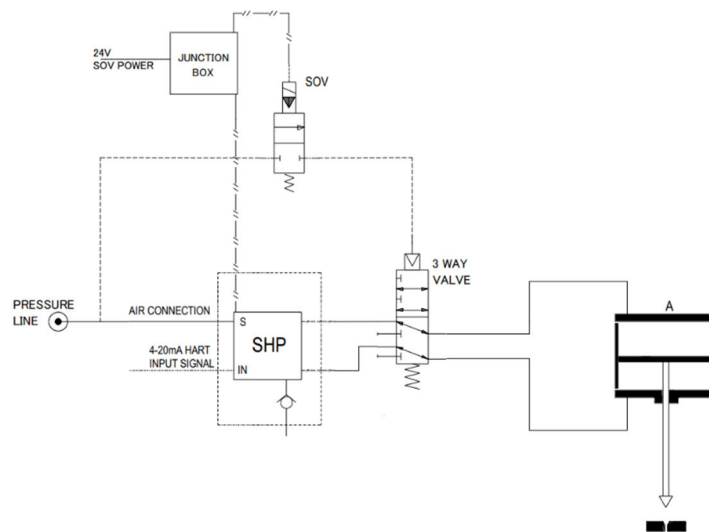 24V
SOV POWER
JUNCTION
BOX
SOV
3 WAY
VALVE
PRESSURE
LINE
AIR CONNECTION
S
SHP
4-20mA HART
INPUT SIGNAL
IN
A